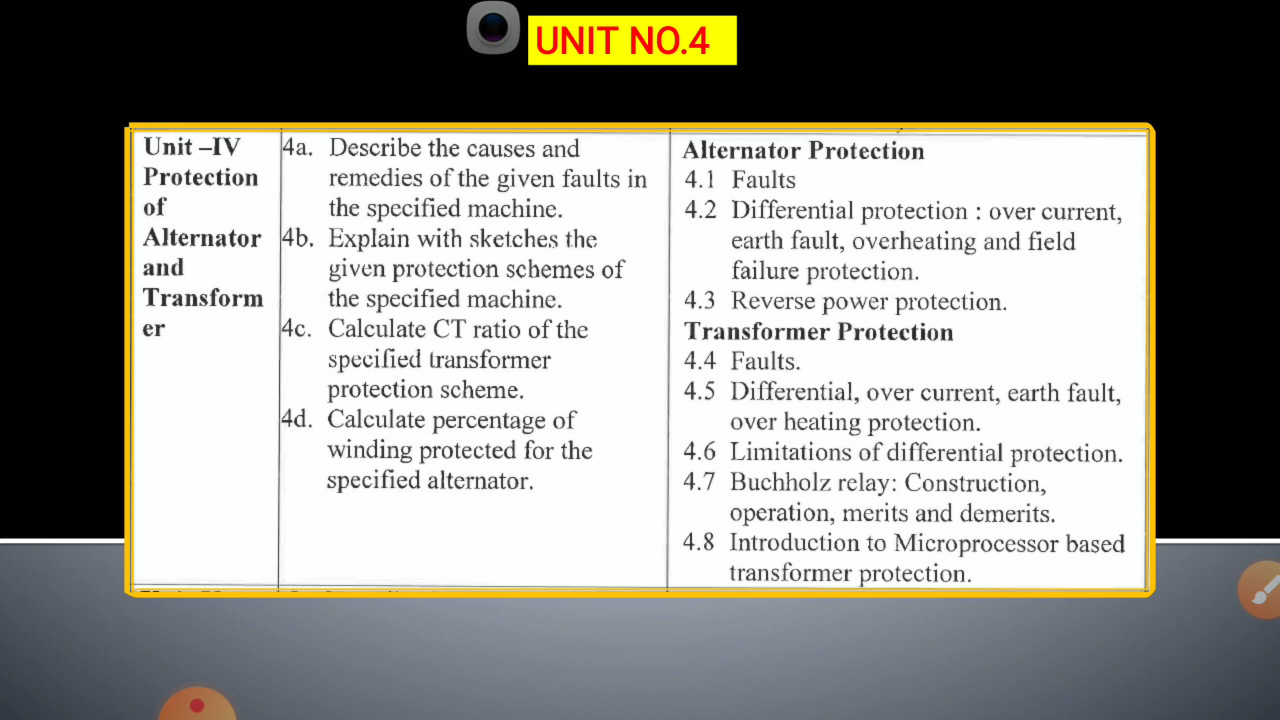 UNIT NO.4
Unit –IV
Protection
of
Alternator
and
Transform
er
4a. Describe the causes and
remedies of the given faults in
the specified machine.
4b. Explain with sketches the
given protection schemes of
the specified machine.
4c. Calculate CT ratio of the
specified transformer
protection scheme.
4d. Calculate percentage of
winding protected for the
specified alternator.
Alternator Protection
4.1 Faults
4.2 Differential protection : over current,
earth fault, overheating and field
failure protection.
4.3 Reverse power protection.
Transformer Protection
4.4 Faults.
4.5 Differential, over current, earth fault,
over heating protection.
4.6 Limitations of differential protection.
4.7 Buchholz relay: Construction,
operation, merits and demerits.
4.8 Introduction to Microprocessor based
transformer protection.